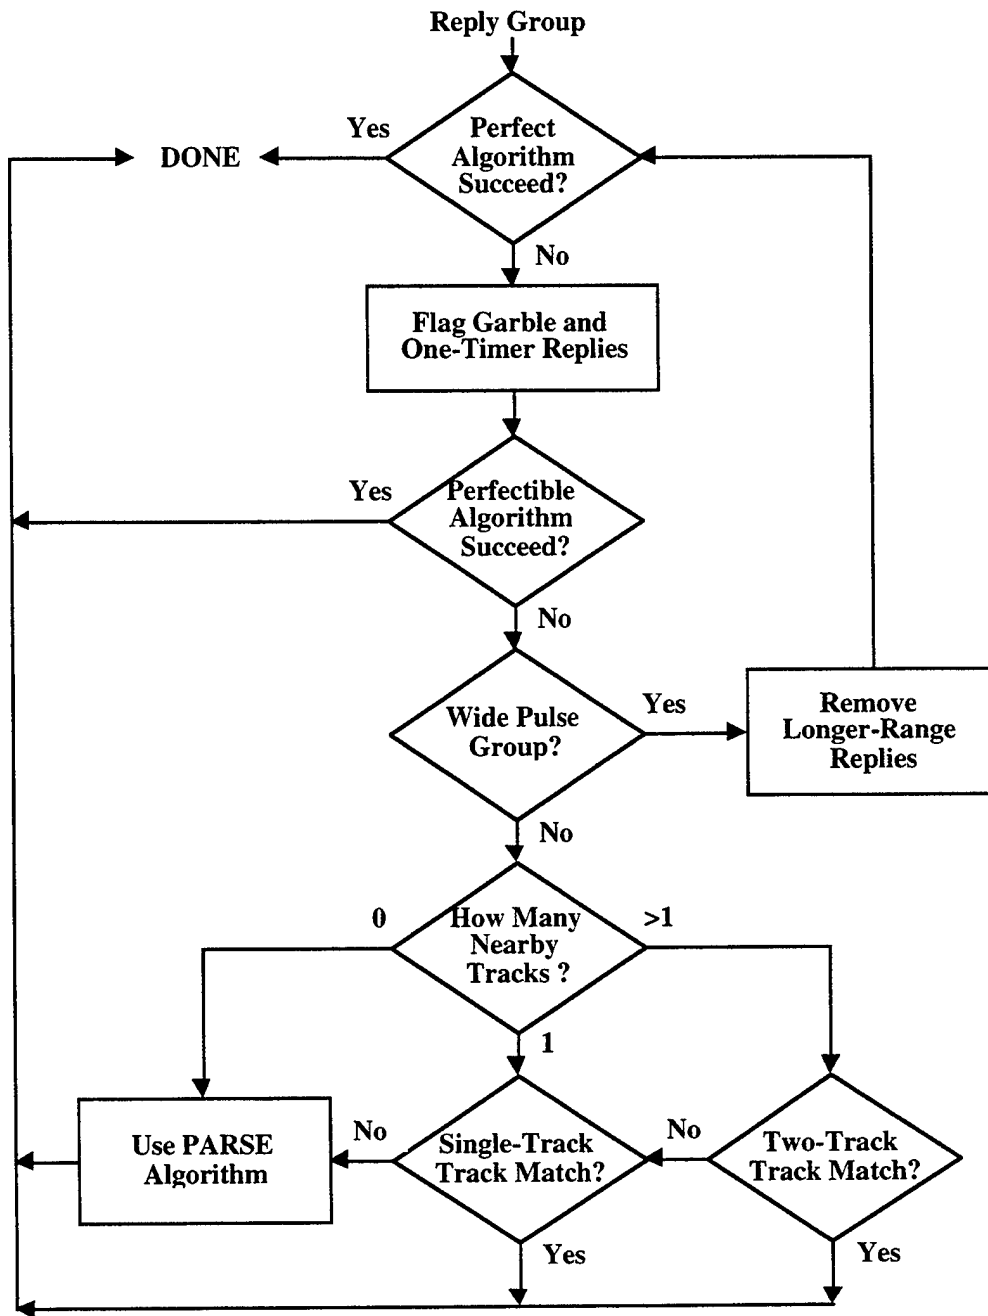 Reply Group
Yes
Perfect
Algorithm
Succeed?
DONE
No
Flag Garble and
One-Timer Replies
Yes
Perfectible
Algorithm
Succeed?
No
Wide Pulse
Group?
Yes
Remove
Longer-Range
Replies
No
0
How Many
Nearby
Tracks ?
>1
1
Use PARSE
Algorithm
No
Single-Track
Track Match?
No
Two-Track
Track Match?
Yes
Yes